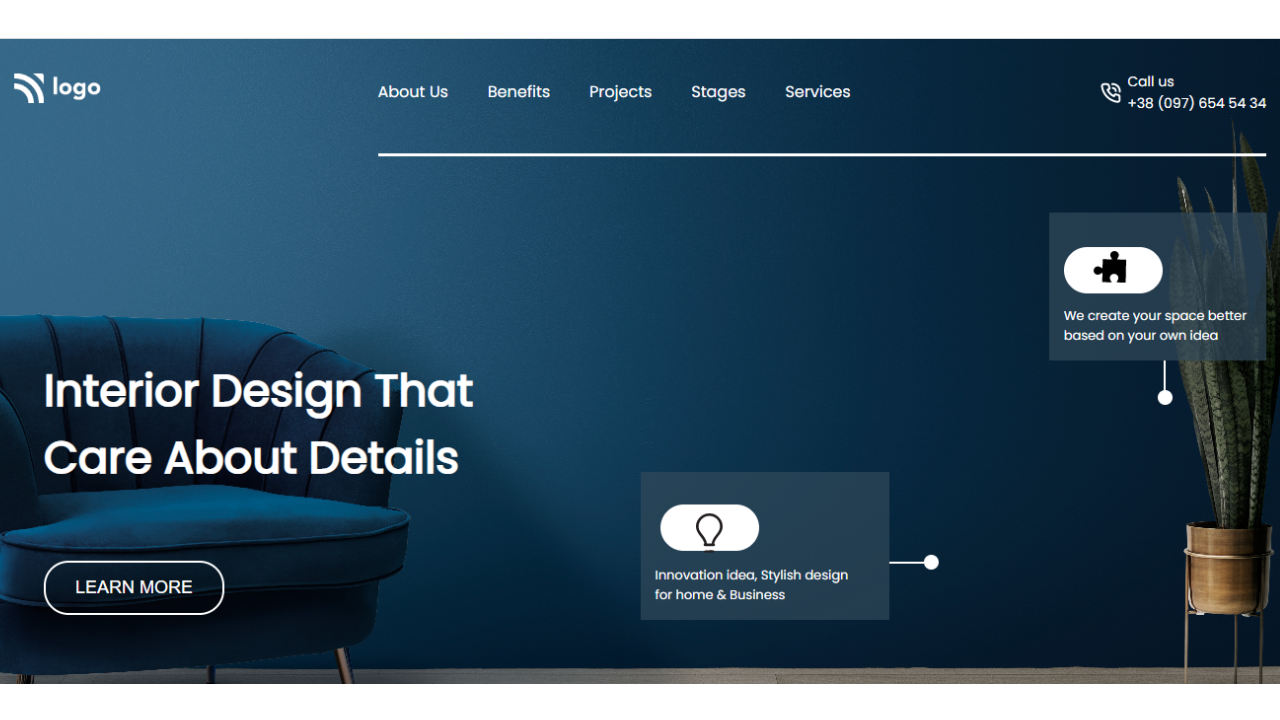 logo
About Us
Benefits
Projects
Stages
Services
Call us
+38 (097) 654 54 34
We create your space better
based on your own idea
Interior Design That
Care About Details
Innovation idea, Stylish design
for home & Business
LEARN MORE